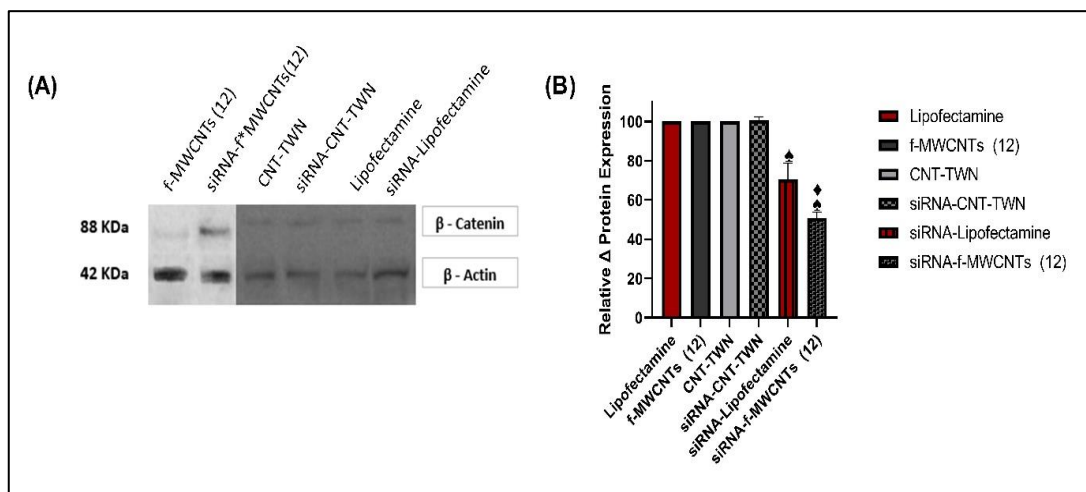 (A)
f-MWCNTs (12)
siRNA-f*MWCNTs(12)
CNT-TWN
siRNA-CNT-TWN
Lipofectamine
siRNA-Lipofectamine
88 KDa
β - Catenin
42 KDa
β - Actin
(B)
Relative Δ Protein Expression
100
80
60
40
20
0
♠
♦
♠
Lipofectamine
f-MWCNTs (12)
CNT-TWN
siRNA-CNT-TWN
siRNA-Lipofectamine
siRNA-f-MWCNTs (12)
Lipofectamine
f-MWCNTs (12)
CNT-TWN
siRNA-CNT-TWN
siRNA-Lipofectamine
siRNA-f-MWCNTs (12)